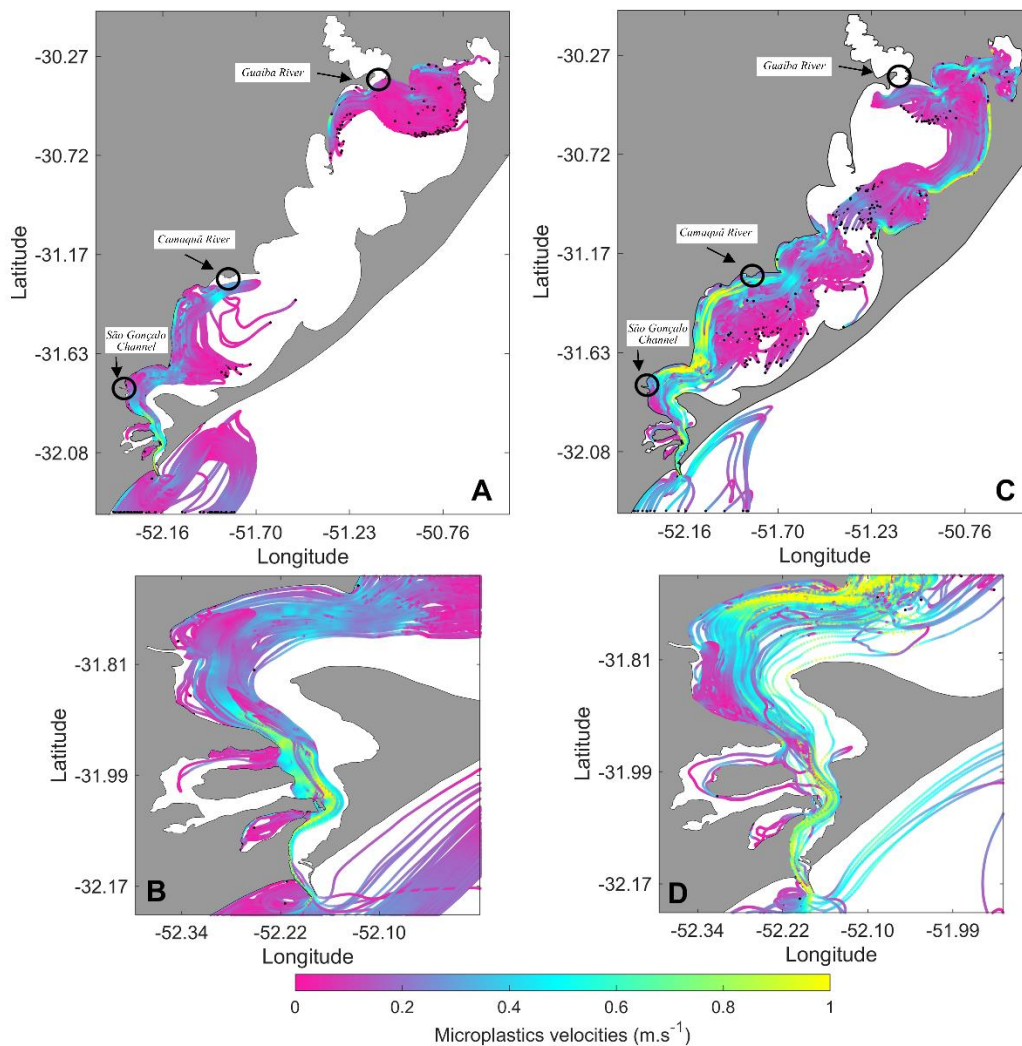 -30.27
-30.72
-31.17
-31.63
-32.08
Latitude
Guaíba River
Camaquã River
São Gonçalo
Channel
A
-52.16
-51.70
-51.23
-50.76
Longitude
-30.27
-30.72
-31.17
-31.63
-32.08
Latitude
Guaíba River
Camaquã River
São Gonçalo
Channel
C
-52.16
-51.70
-51.23
-50.76
Longitude
-31.81
-31.99
-32.17
Latitude
B
-52.34
-52.22
-52.10
Longitude
-31.81
-31.99
-32.17
Latitude
D
-52.34
-52.22
-52.10
-51.99
Longitude
0
0.2
0.4
0.6
0.8
1
Microplastics velocities (m.s⁻¹)